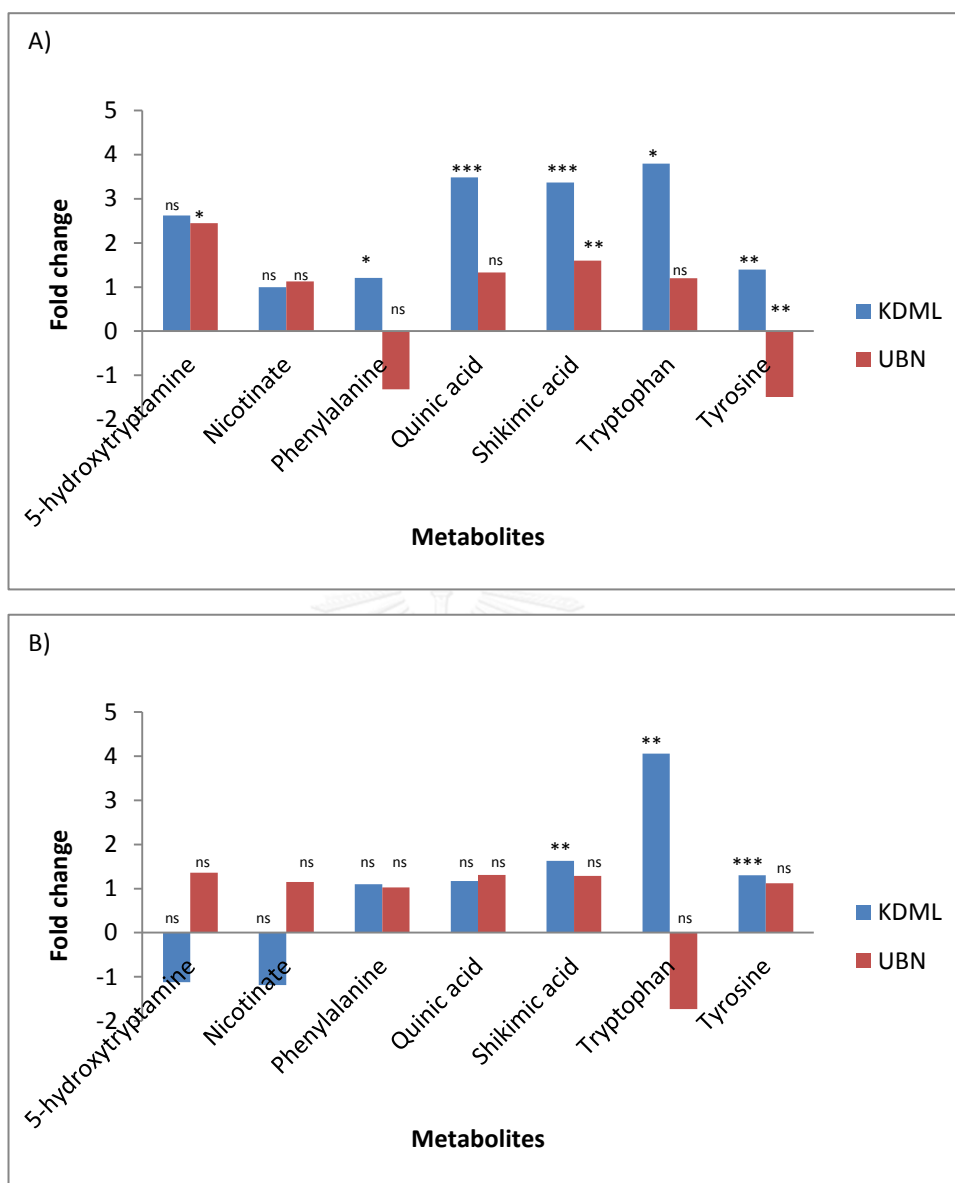 A)
5
4
3
2
1
0
-1
-2
Fold change
ns
*
ns
ns
*
ns
***
ns
***
**
*
ns
**
**
5-hydroxytryptamine
Nicotinate
Phenylalanine
Quinic acid
Shikimic acid
Tryptophan
Tyrosine
Metabolites
KDML
UBN
B)
5
4
3
2
1
0
-1
-2
Fold change
ns
ns
ns
ns
ns
ns
ns
ns
**
ns
**
ns
***
ns
5-hydroxytryptamine
Nicotinate
Phenylalanine
Quinic acid
Shikimic acid
Tryptophan
Tyrosine
Metabolites
KDML
UBN